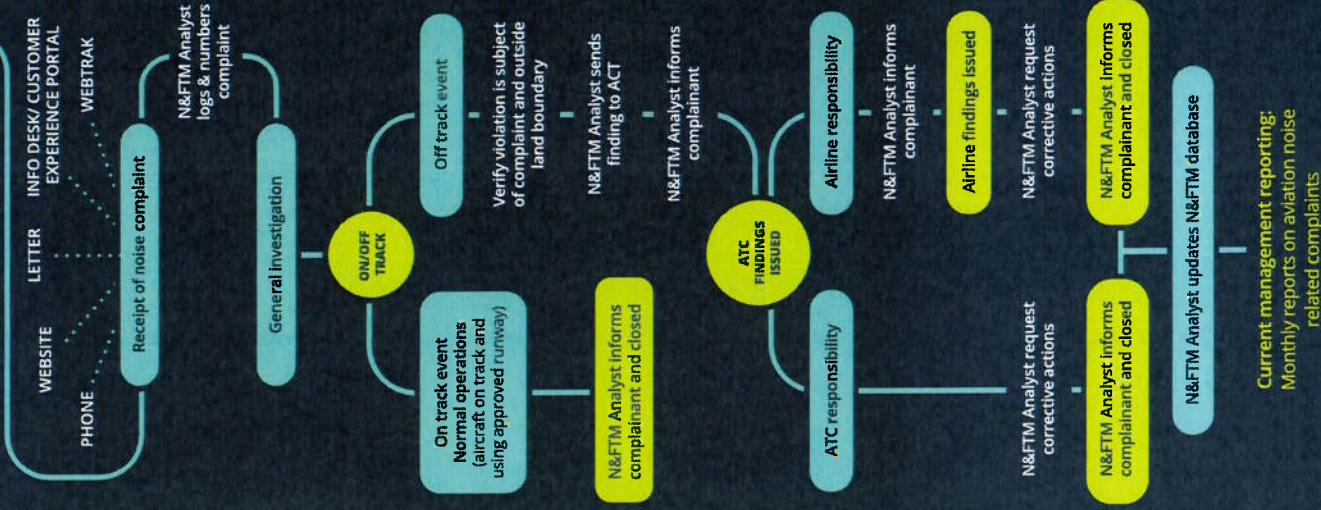 PHONE
WEBSITE
LETTER
INFO DESK/ CUSTOMER
EXPERIENCE PORTAL
WEBTRAK
Receipt of noise complaint
N&FTM Analyst
logs & numbers
complaint
General investigation
ON/OFF
TRACK
On track event
Normal operations
(aircraft on track and
using approved runway)
N&FTM Analyst informs
complainant and closed
Off track event
Verify violation is subject
of complaint and outside
land boundary
N&FTM Analyst sends
finding to ACT
N&FTM Analyst informs
complainant
ATC
FINDINGS
ISSUED
ATC responsibility
N&FTM Analyst request
corrective actions
N&FTM Analyst informs
complainant and closed
Airline responsibility
N&FTM Analyst informs
complainant
Airline findings issued
N&FTM Analyst request
corrective actions
N&FTM Analyst informs
complainant and closed
N&FTM Analyst updates N&FTM database
Current management reporting:
Monthly reports on aviation noise
related complaints